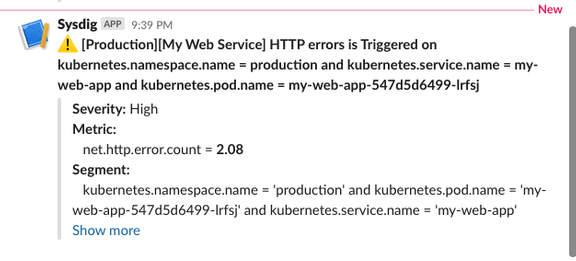 New
Sysdig APP 9:39 PM
[Production][My Web Service] HTTP errors is Triggered on
kubernetes.namespace.name = production and kubernetes.service.name = my-
web-app and kubernetes.pod.name = my-web-app-547d5d6499-lrfsj
Severity: High
Metric:
net.http.error.count = 2.08
Segment:
kubernetes.namespace.name = 'production' and kubernetes.pod.name = 'my-
web-app-547d5d6499-lrfsj' and kubernetes.service.name = 'my-web-app'
Show more